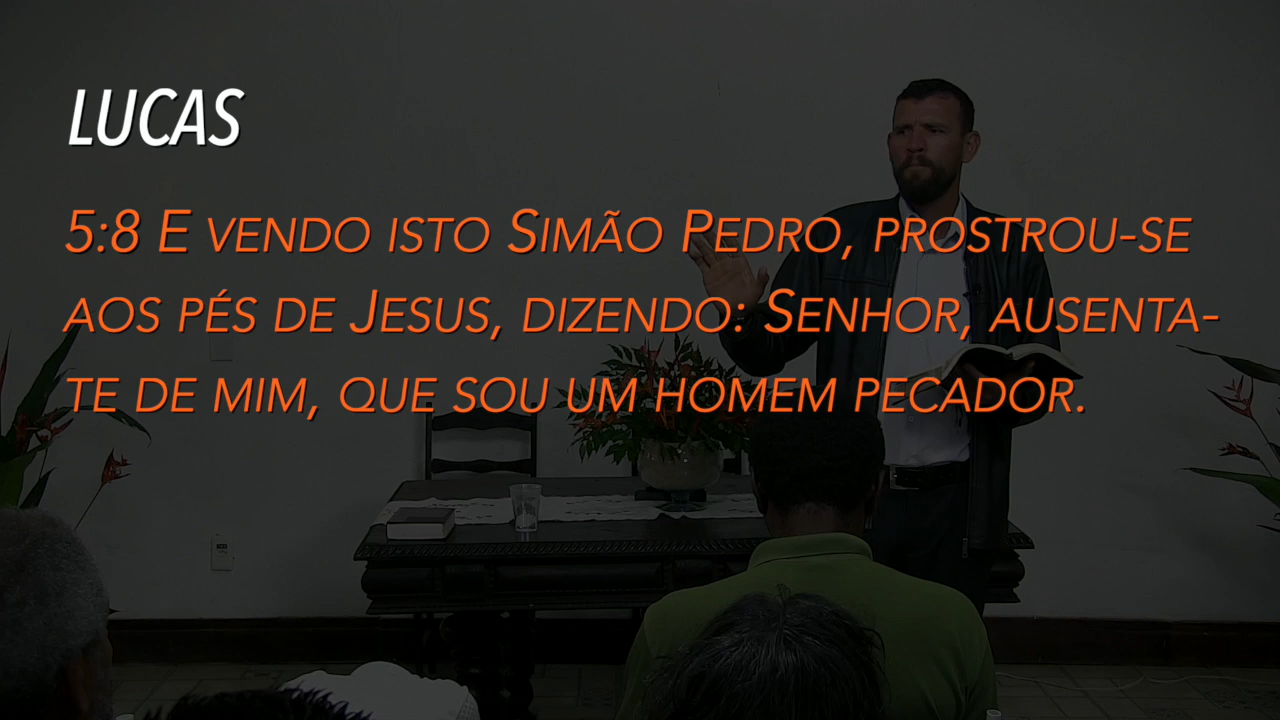 LUCAS
5:8 E VENDO ISTO SIMÃO PEDRO, PROSTROU-SE
AOS PÉS DE JESUS, DIZENDO: SENHOR, AUSENTA-
TE DE MIM, QUE SOU UM HOMEM PECADOR.